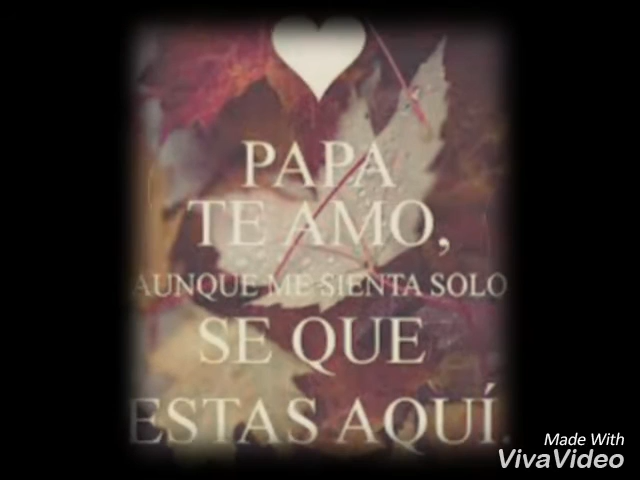 PAPA
TE AMO,
AUNQUE ME SIENTA SOLO
SE QUE
ESTAS AQUÍ.
Made With
VivaVideo